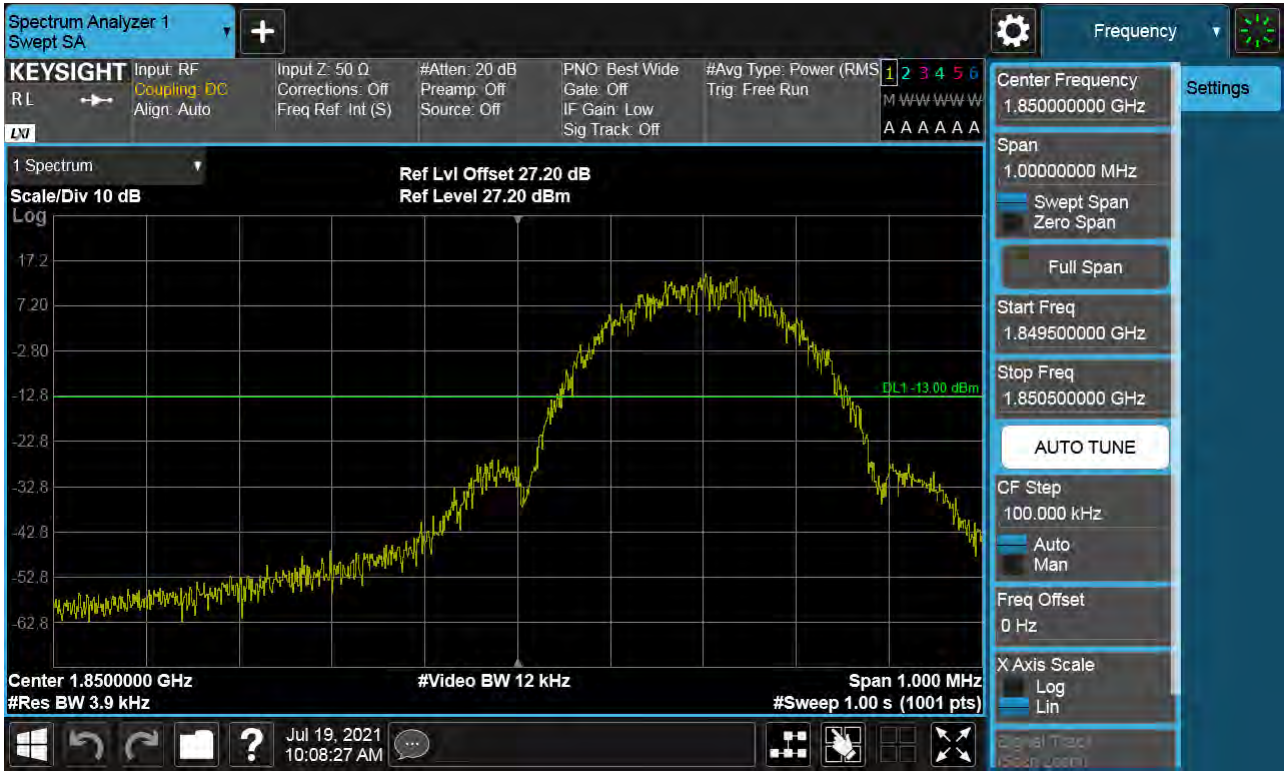 Spectrum Analyzer 1
Swept SA
Frequency
KEYSIGHT
RL
LXI
Input: RF
Coupling: DC
Align: Auto
Input Z: 50 Ω
Corrections: Off
Freq Ref: Int (S)
#Atten: 20 dB
Preamp: Off
Source: Off
PNO: Best Wide
Gate: Off
IF Gain: Low
Sig Track: Off
#Avg Type: Power (RMS
Trig: Free Run
1 2 3 4 5 6
M W W W W W
A A A A A A
1 Spectrum
Scale/Div 10 dB
Log
Ref Lvl Offset 27.20 dB
Ref Level 27.20 dBm
17.2
7.20
-2.80
-12.8
-22.8
-32.8
-42.8
-52.8
-62.8
DL1 -13.00 dBm
Center 1.8500000 GHz
#Res BW 3.9 kHz
#Video BW 12 kHz
Span 1.000 MHz
#Sweep 1.00 s (1001 pts)
Center Frequency
1.850000000 GHz
Span
1.00000000 MHz
Swept Span
Zero Span
Full Span
Start Freq
1.849500000 GHz
Stop Freq
1.850500000 GHz
AUTO TUNE
CF Step
100.000 kHz
Auto
Man
Freq Offset
0 Hz
X Axis Scale
Log
Lin
Signal Track
(Span Zoom)
Settings
?
Jul 19, 2021
10:08:27 AM